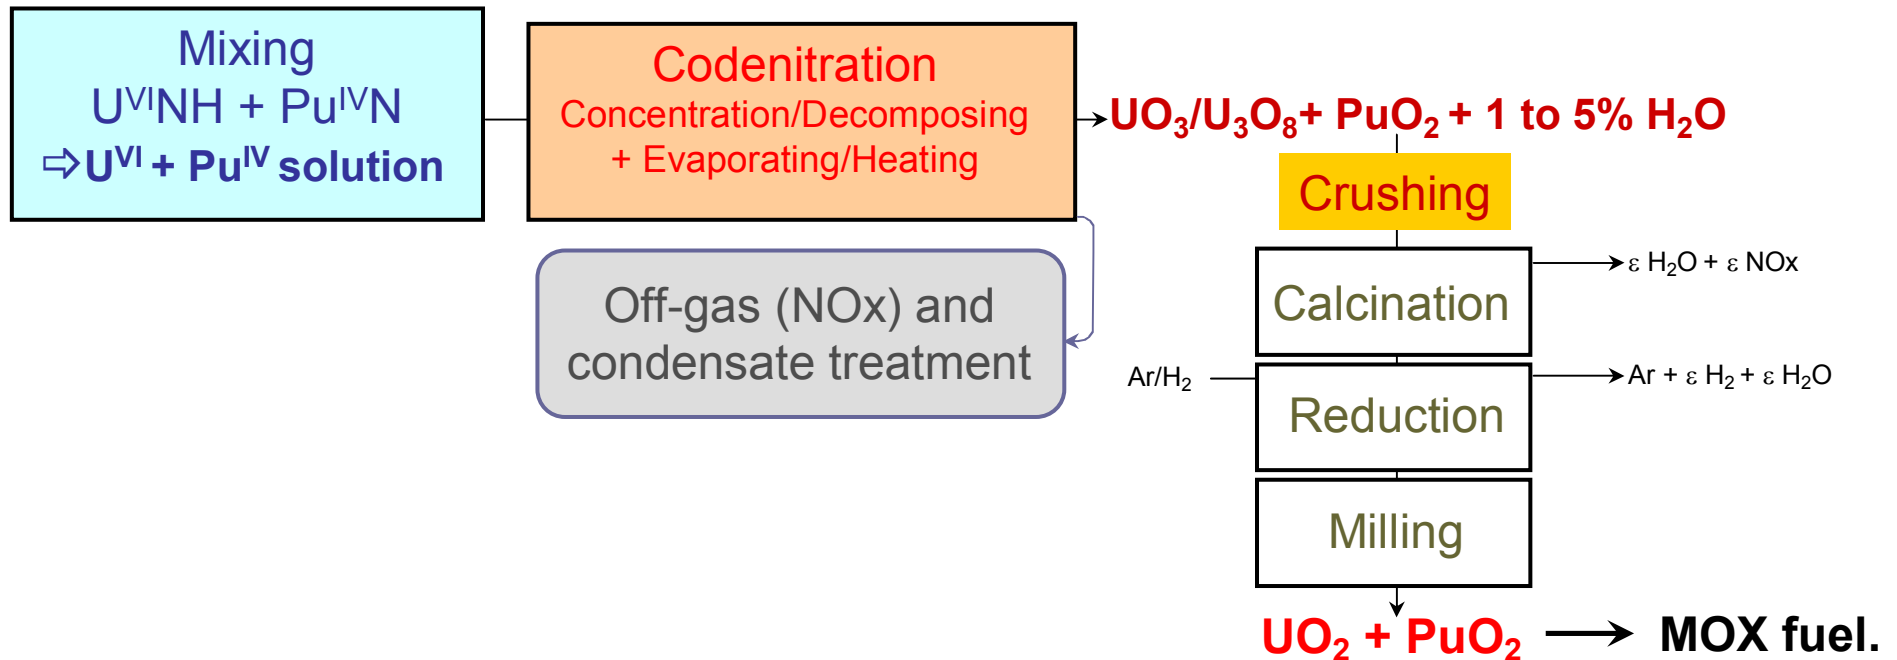 Mixing
UⱽᴵNH + PuᴵⱽN
⇨Uⱽᴵ + Puᴵⱽ solution
Codenitration
Concentration/Decomposing
+ Evaporating/Heating
UO₃/U₃O₈+ PuO₂ + 1 to 5% H₂O
Off-gas (NOx) and
condensate treatment
Crushing
Calcination
ε H₂O + ε NOx
Ar/H₂
Reduction
Ar + ε H₂ + ε H₂O
Milling
UO₂ + PuO₂
MOX fuel.